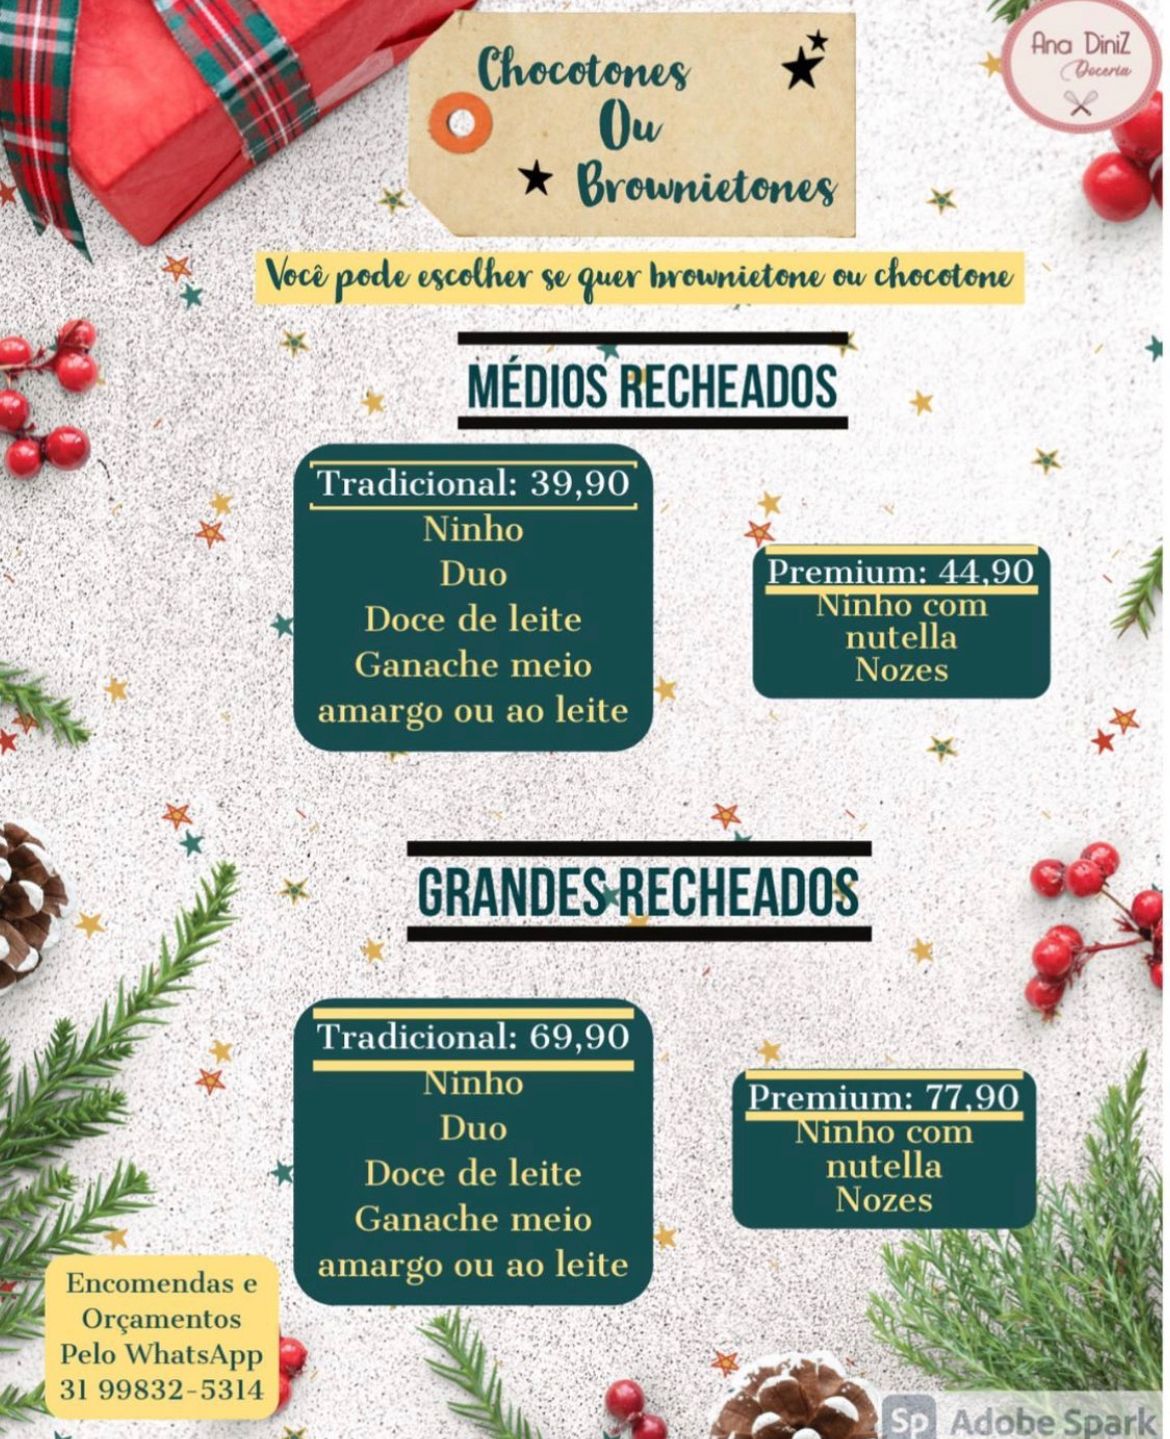 Ana DiniZ
Doceria
Chocotones
Ou
Brownietones
Você pode escolher se quer brownietone ou chocotone
MÉDIOS RECHEADOS
Tradicional: 39,90
Ninho
Duo
Doce de leite
Ganache meio
amargo ou ao leite
Premium: 44,90
Ninho com
nutella
Nozes
GRANDES RECHEADOS
Tradicional: 69,90
Ninho
Duo
Doce de leite
Ganache meio
amargo ou ao leite
Premium: 77,90
Ninho com
nutella
Nozes
Encomendas e
Orçamentos
Pelo WhatsApp
31 99832-5314
Sp Adobe Spark